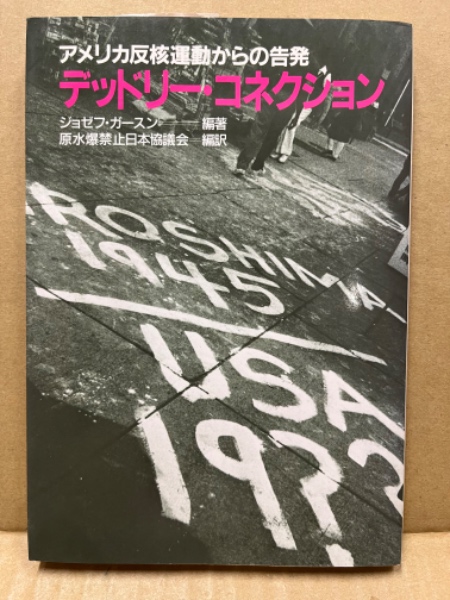 アメリカ反核運動からの告発
デッドリー・コネクション
ジョゼフ・ガースン――編著
原水爆禁止日本協議会―編訳
ROSHIMA
1945
USA
19??